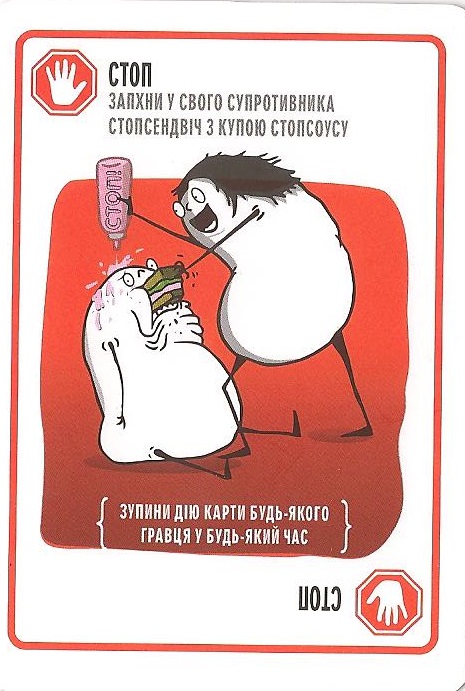 СТОП
ЗАПХНИ У СВОГО СУПРОТИВНИКА
СТОПСЕНДВІЧ З КУПОЮ СТОПСОУСУ
СТОП!
ЗУПИНИ ДІЮ КАРТИ БУДЬ-ЯКОГО
ГРАВЦЯ У БУДЬ-ЯКИЙ ЧАС
СТОП